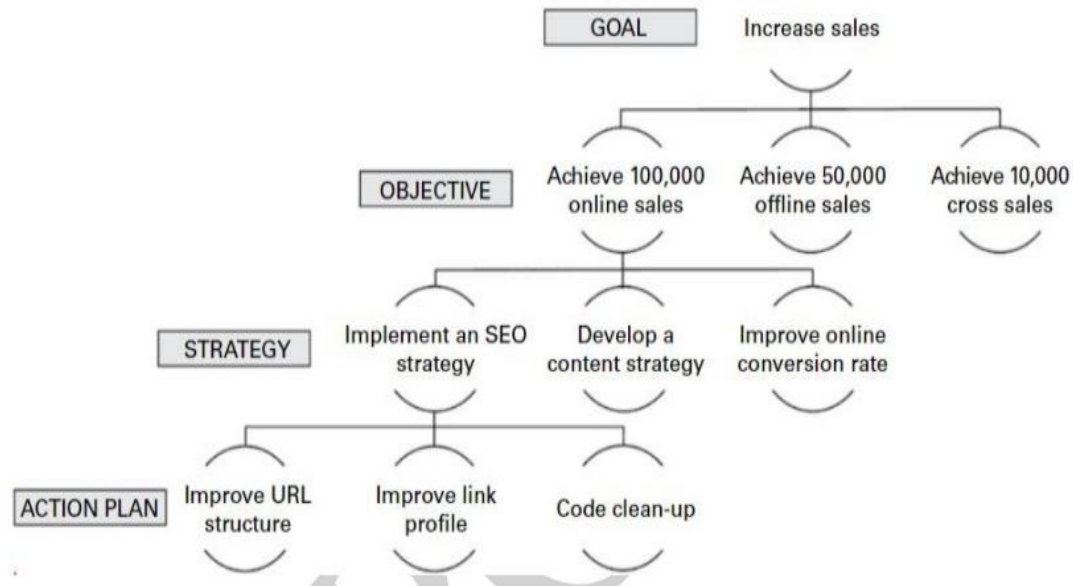 GOAL
Increase sales
OBJECTIVE
Achieve 100,000
online sales
Achieve 50,000
offline sales
Achieve 10,000
cross sales
STRATEGY
Implement an SEO
strategy
Develop a
content strategy
Improve online
conversion rate
ACTION PLAN
Improve URL
structure
Improve link
profile
Code clean-up